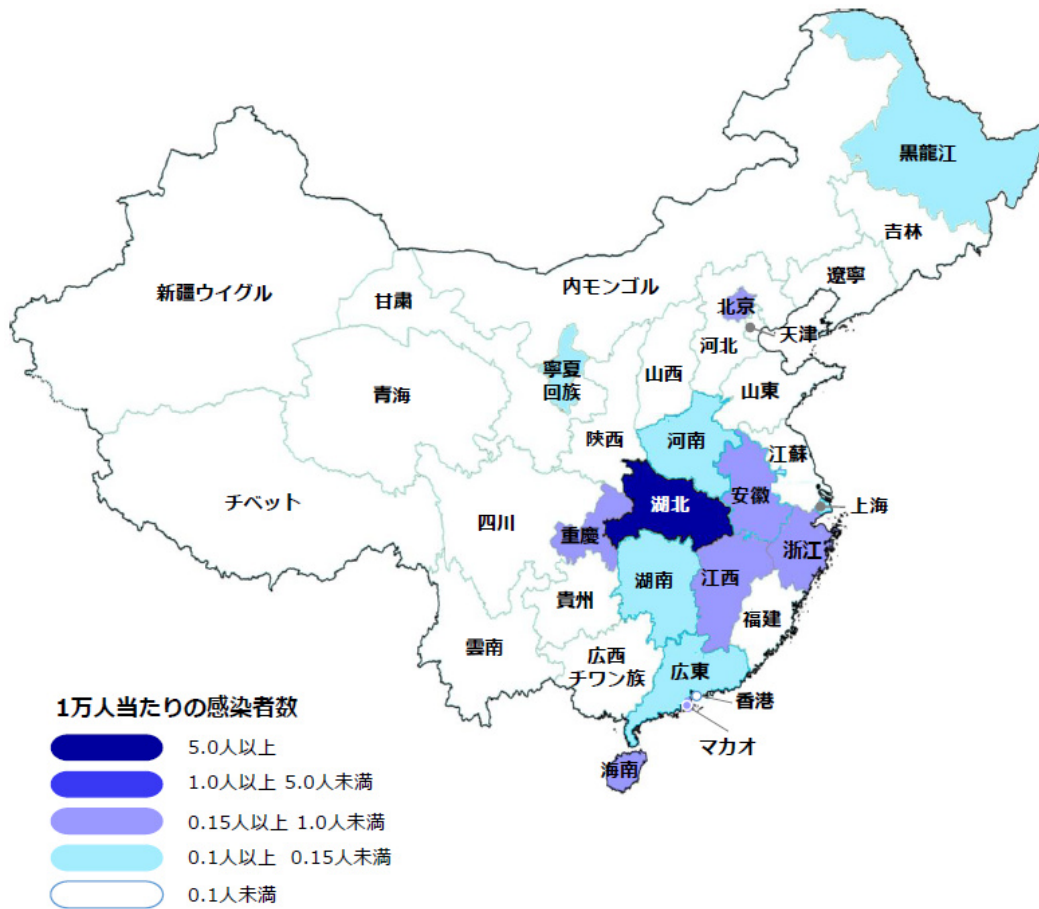 黒龍江
吉林
遼寧
新疆ウイグル
内モンゴル
甘粛
北京
天津
河北
寧夏
回族
山西
青海
山東
陝西
河南
江蘇
チベット
湖北
安徽
上海
四川
重慶
浙江
湖南
江西
貴州
福建
雲南
広西
チワン族
広東
香港
マカオ
海南
1万人当たりの感染者数
5.0人以上
1.0人以上 5.0人未満
0.15人以上 1.0人未満
0.1人以上 0.15人未満
0.1人未満